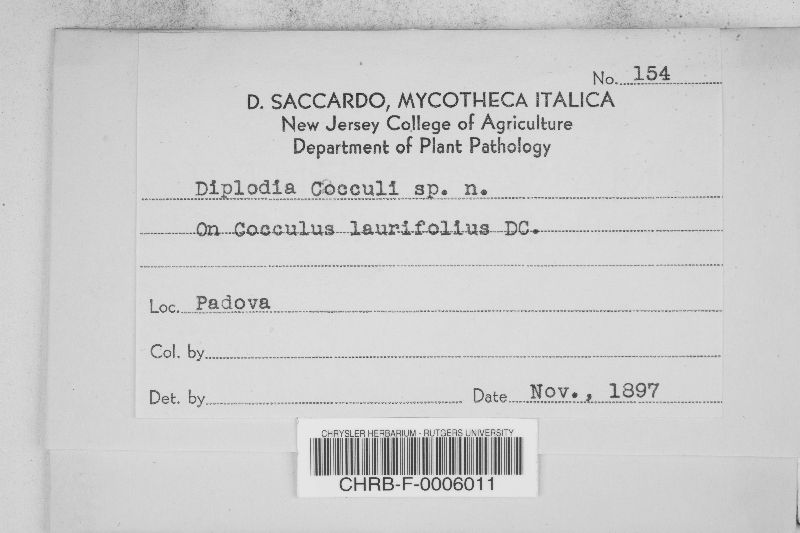 No. 154
D. SACCARDO, MYCOTHECA ITALICA
New Jersey College of Agriculture
Department of Plant Pathology
Diplodia Cocculi sp. n.
On Cocculus laurifolius DC.
Loc. Padova
Col. by
Det. by Date Nov., 1897
CHRYSLER HERBARIUM - RUTGERS UNIVERSITY
CHRB-F-0006011